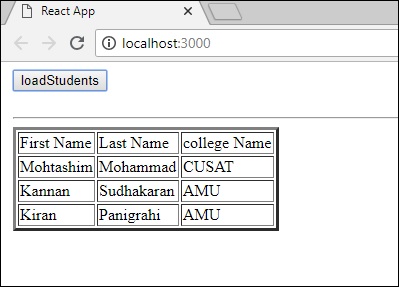 React App
localhost:3000
loadStudents
First Name Last Name college Name
Mohtashim Mohammad CUSAT
Kannan Sudhakaran AMU
Kiran Panigrahi AMU